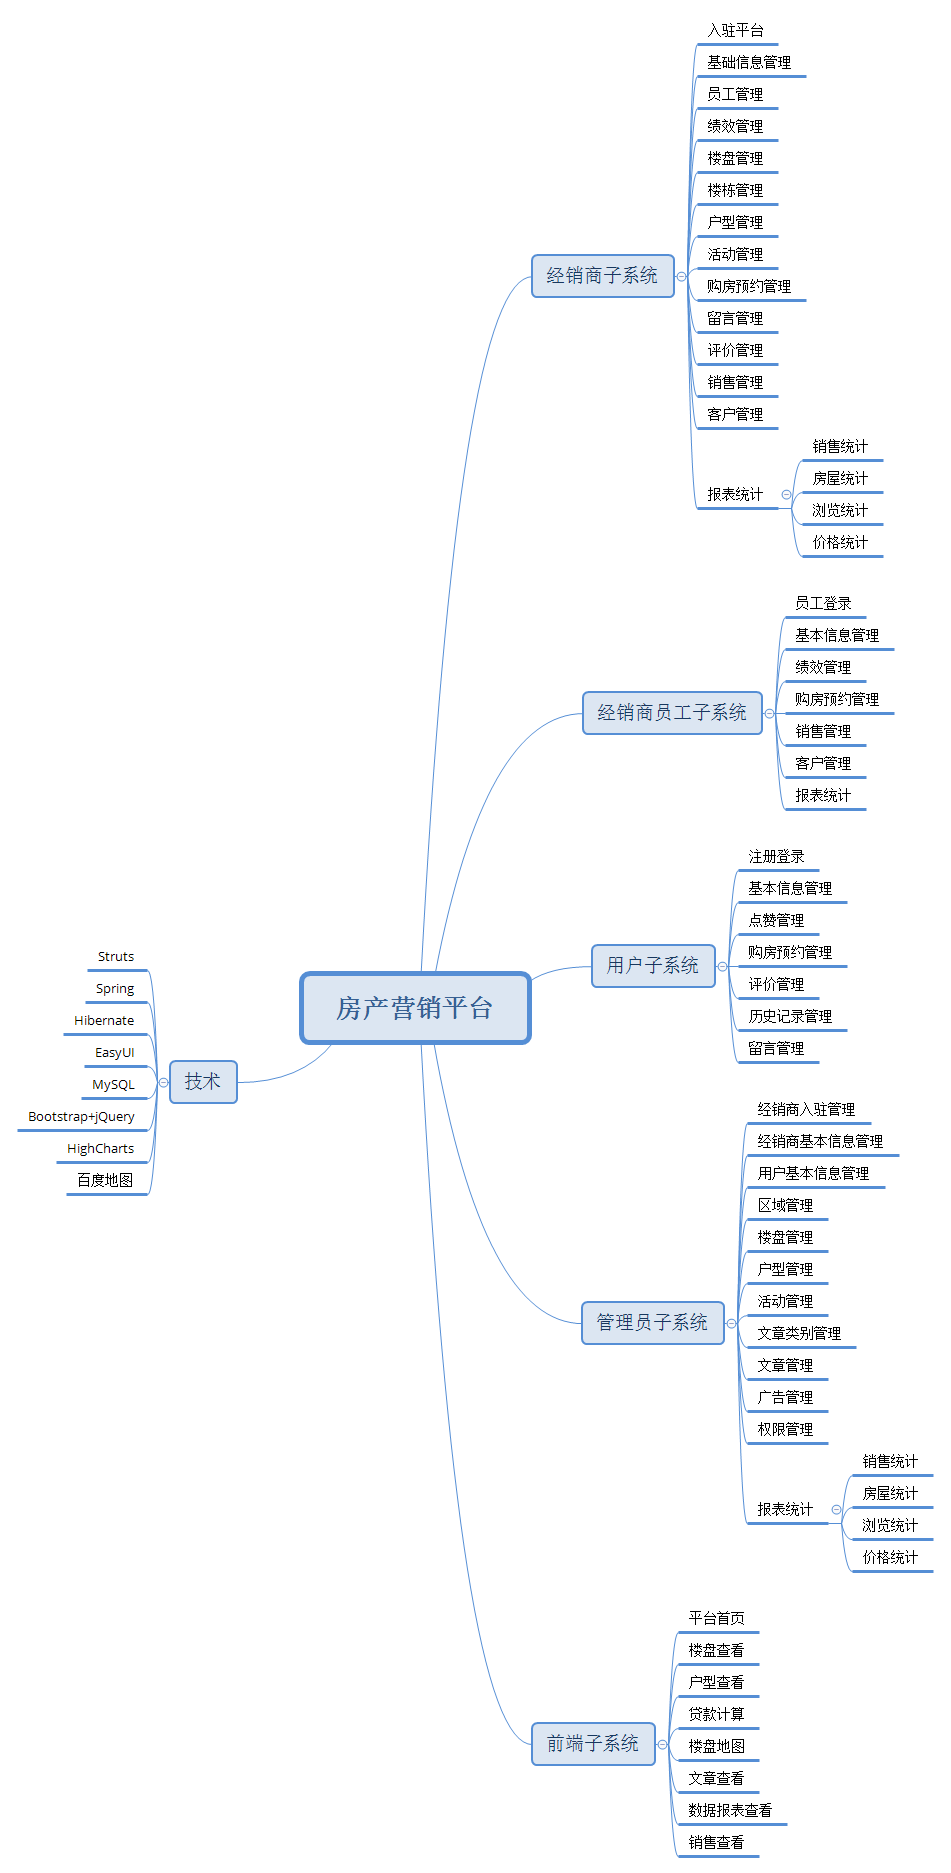 房产营销平台
经销商子系统
入驻平台
基础信息管理
员工管理
绩效管理
楼盘管理
楼栋管理
户型管理
活动管理
购房预约管理
留言管理
评价管理
销售管理
客户管理
报表统计
销售统计
房屋统计
浏览统计
价格统计
经销商员工子系统
员工登录
基本信息管理
绩效管理
购房预约管理
销售管理
客户管理
报表统计
用户子系统
注册登录
基本信息管理
点赞管理
购房预约管理
评价管理
历史记录管理
留言管理
管理员子系统
经销商入驻管理
经销商基本信息管理
用户基本信息管理
区域管理
楼盘管理
户型管理
活动管理
文章类别管理
文章管理
广告管理
权限管理
报表统计
销售统计
房屋统计
浏览统计
价格统计
前端子系统
平台首页
楼盘查看
户型查看
贷款计算
楼盘地图
文章查看
数据报表查看
销售查看
技术
Struts
Spring
Hibernate
EasyUI
MySQL
Bootstrap+jQuery
HighCharts
百度地图